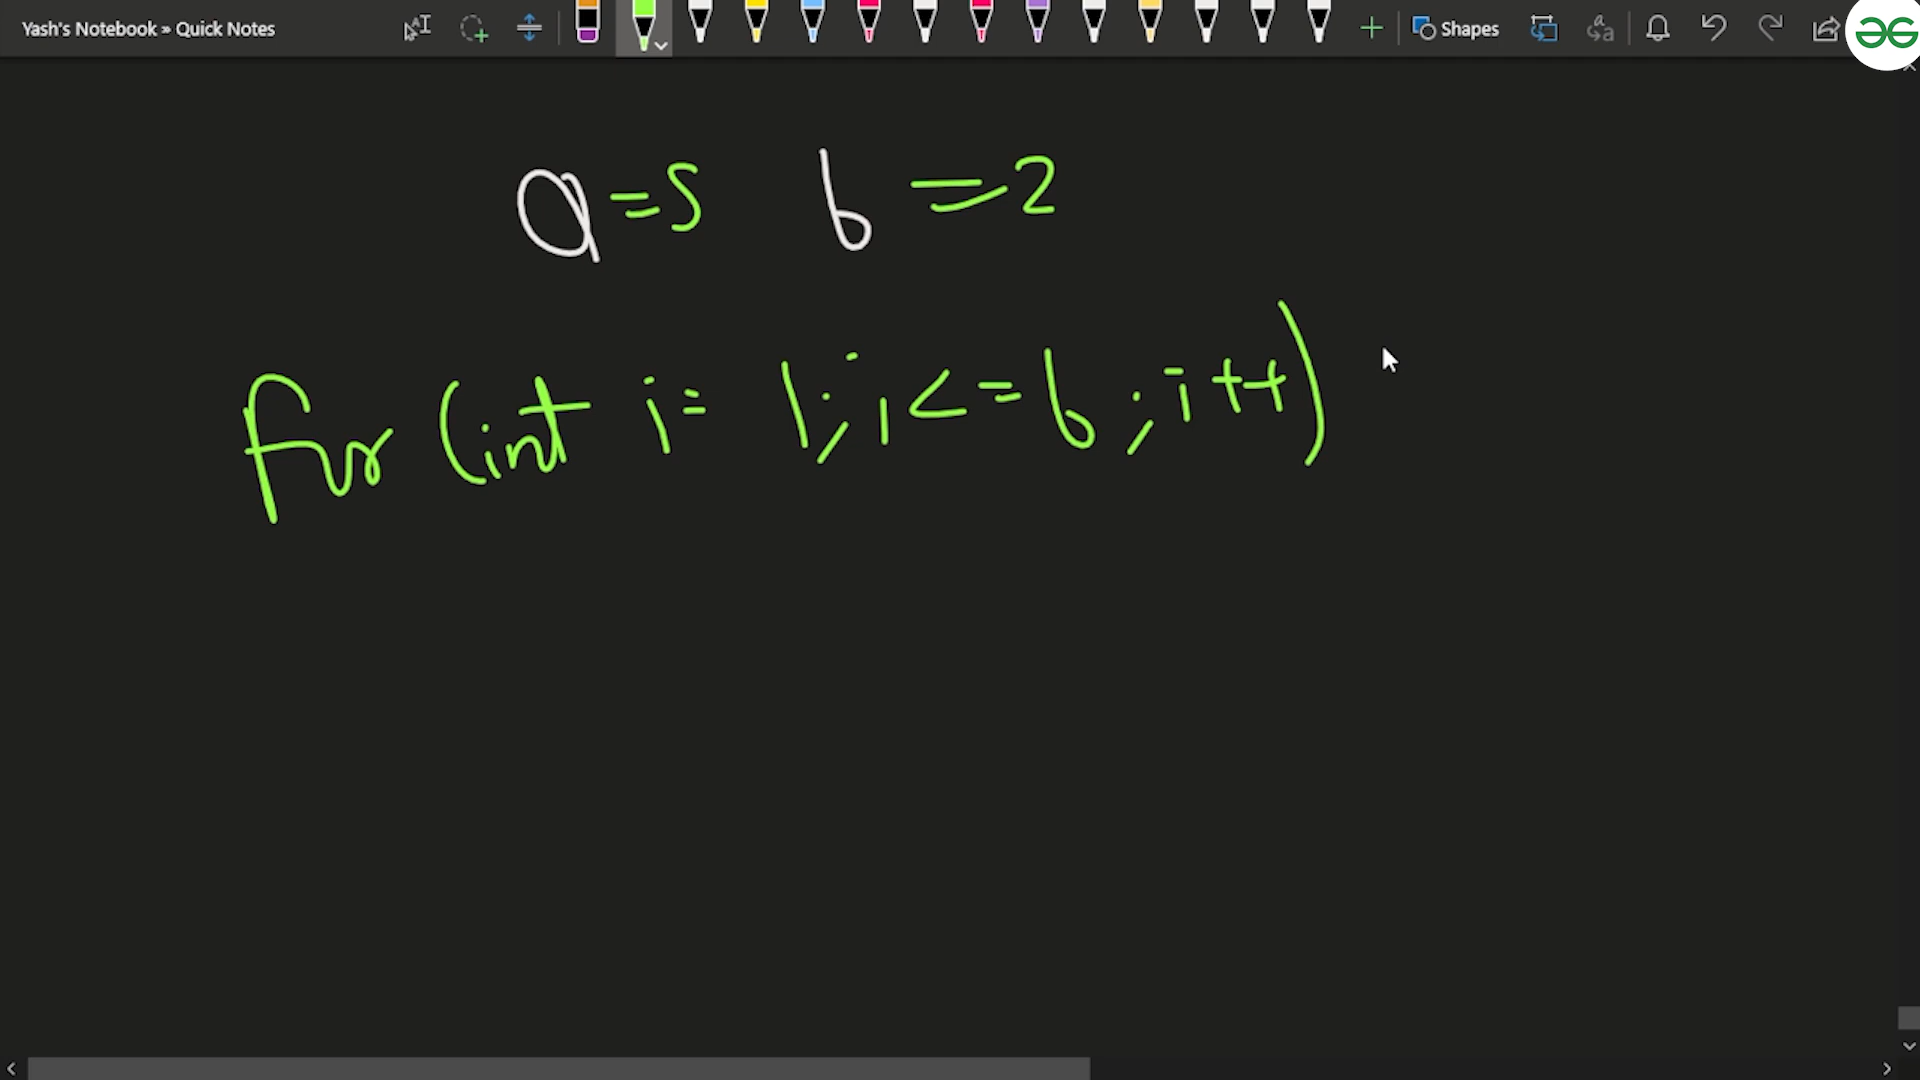 Yash's Notebook » Quick Notes
Shapes
a = 5 b = 2
for (int i = 1; i <= b; i++)